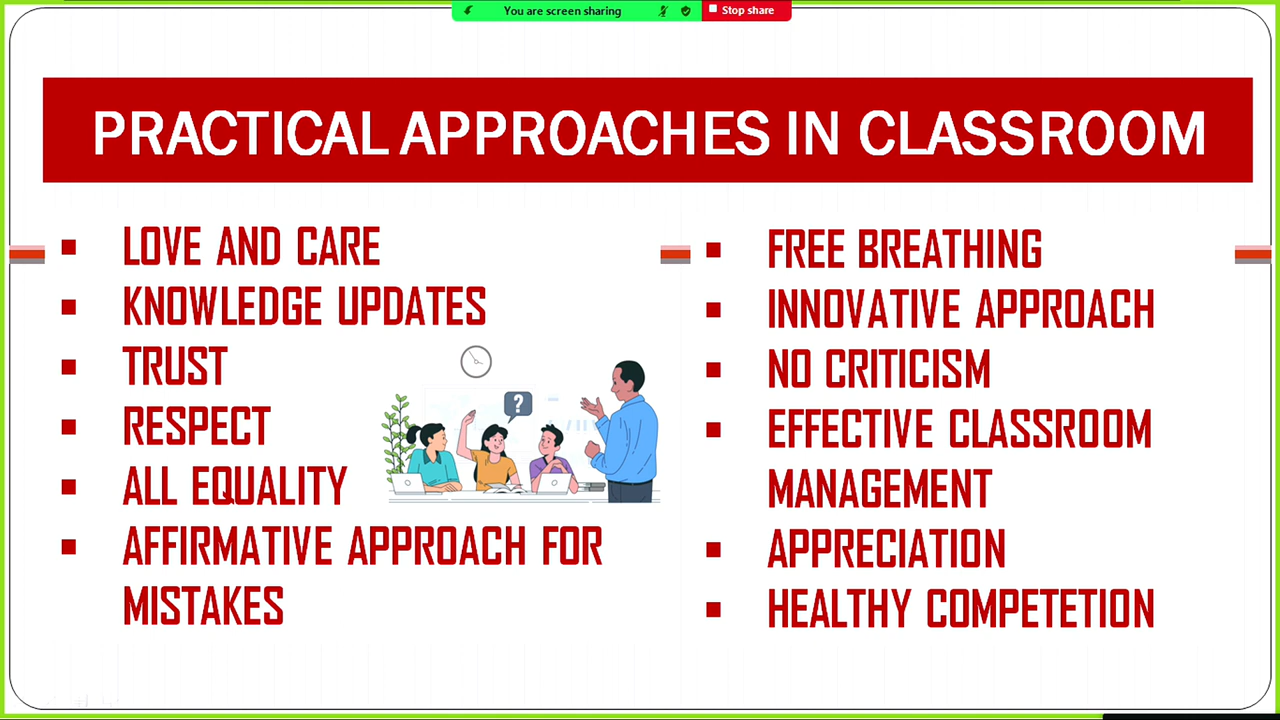 You are screen sharing
Stop share
PRACTICAL APPROACHES IN CLASSROOM
LOVE AND CARE
KNOWLEDGE UPDATES
TRUST
RESPECT
ALL EQUALITY
AFFIRMATIVE APPROACH FOR
MISTAKES
?
FREE BREATHING
INNOVATIVE APPROACH
NO CRITICISM
EFFECTIVE CLASSROOM
MANAGEMENT
APPRECIATION
HEALTHY COMPETETION